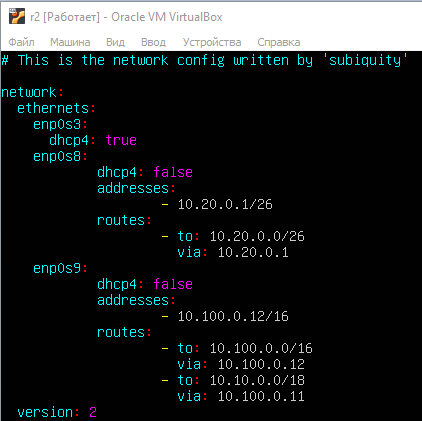 r2 [Работает] - Oracle VM VirtualBox
Файл Машина Вид Ввод Устройства Справка
# This is the network config written by 'subiquity'
network:
  ethernets:
    enp0s3:
      dhcp4: true
    enp0s8:
            dhcp4: false
            addresses:
                    - 10.20.0.1/26
            routes:
                    - to: 10.20.0.0/26
                      via: 10.20.0.1
    enp0s9:
            dhcp4: false
            addresses:
                    - 10.100.0.12/16
            routes:
                    - to: 10.100.0.0/16
                      via: 10.100.0.12
                    - to: 10.10.0.0/18
                      via: 10.100.0.11
  version: 2